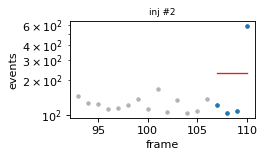 inj #2
6 × 10²
4 × 10²
3 × 10²
2 × 10²
10²
events
95
100
105
110
frame